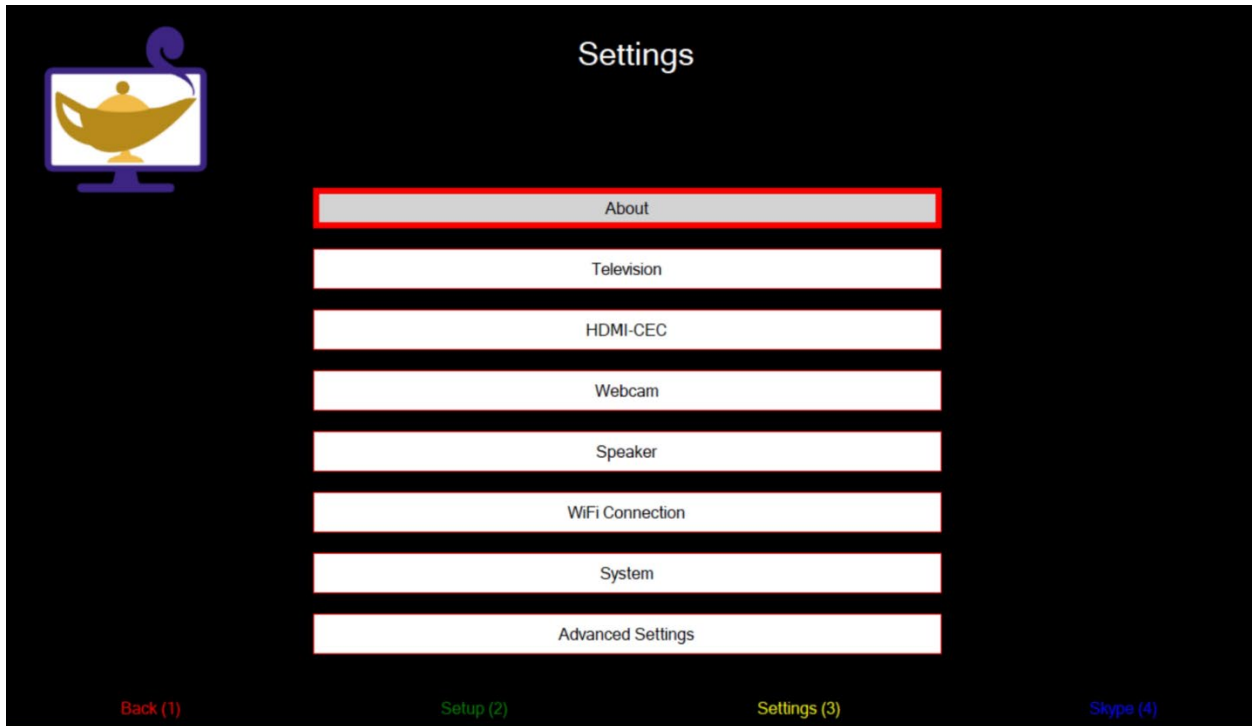 Settings
About
Television
HDMI-CEC
Webcam
Speaker
WiFi Connection
System
Advanced Settings
Back (1) Setup (2) Settings (3) Skype (4)